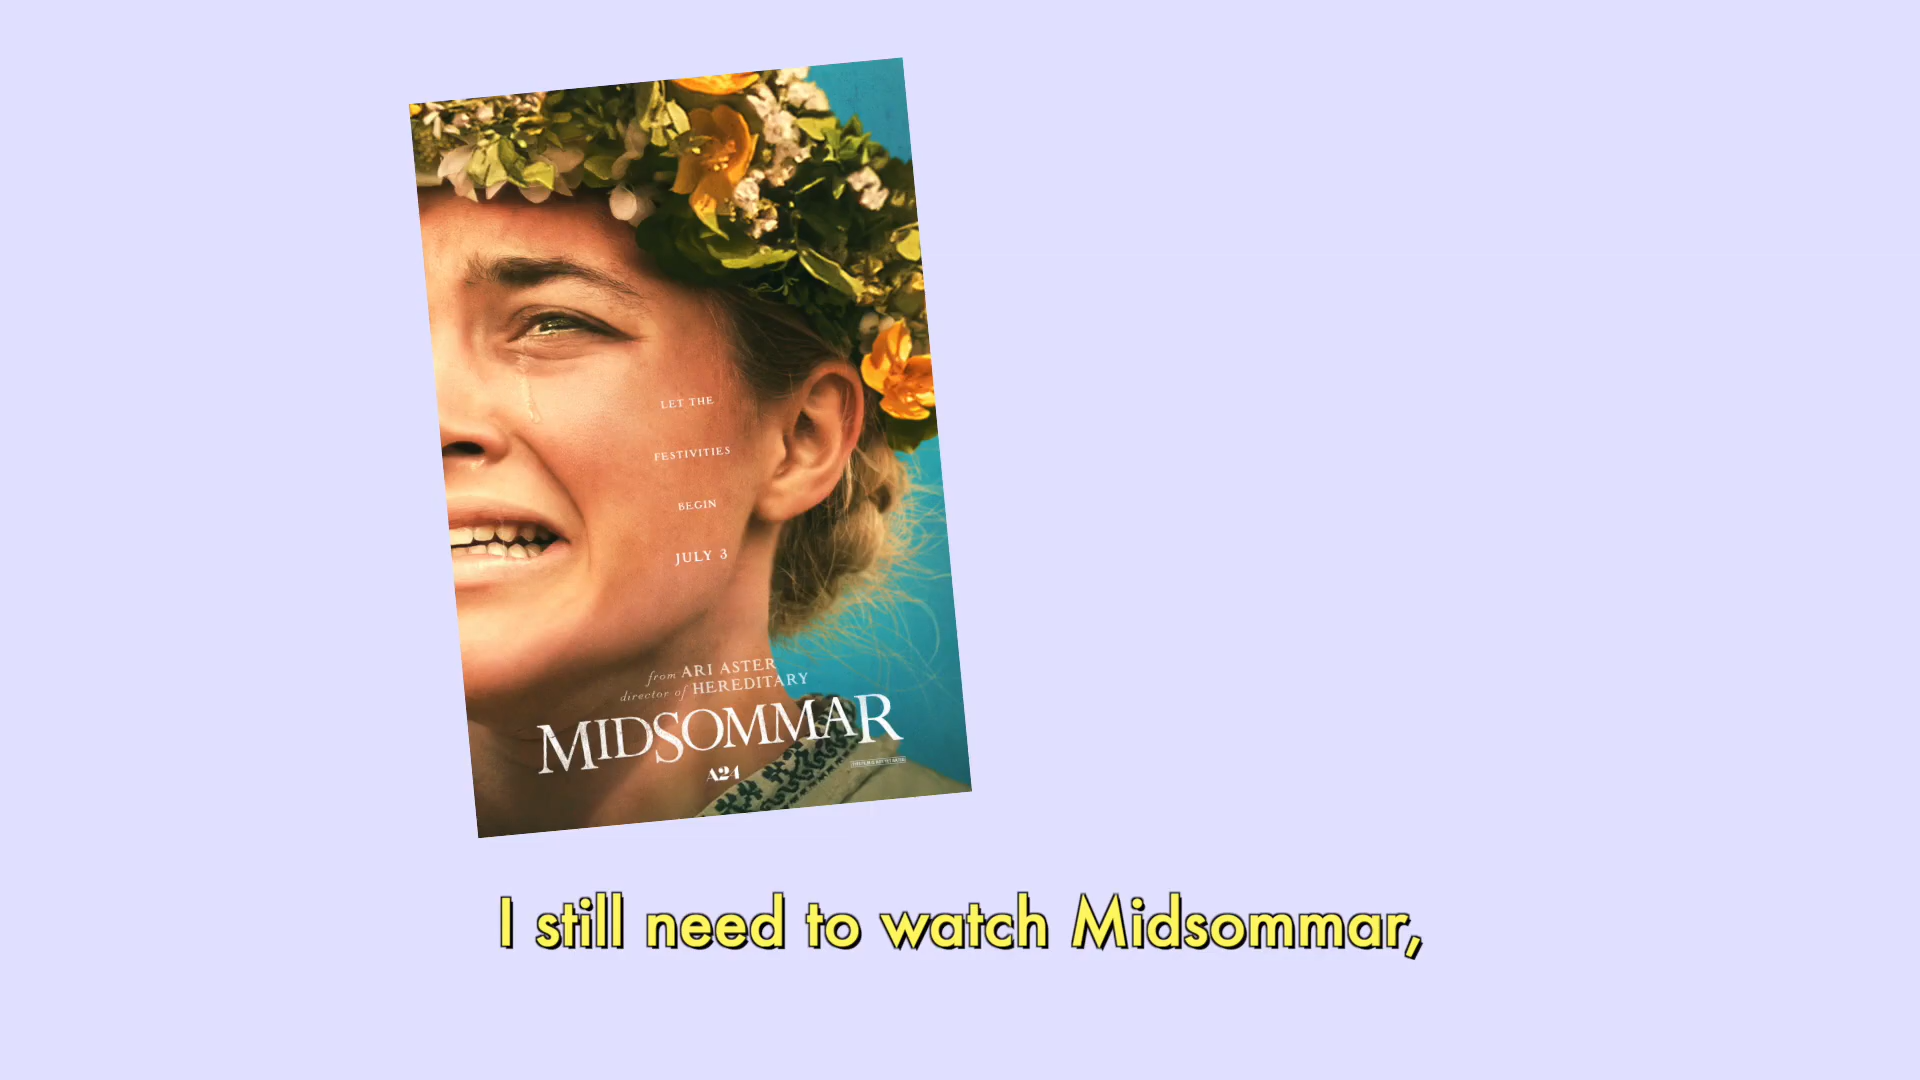 LET THE
FESTIVITIES
BEGIN
JULY 3
from ARI ASTER
director of HEREDITARY
MIDSOMMAR
A24
I still need to watch Midsommar,